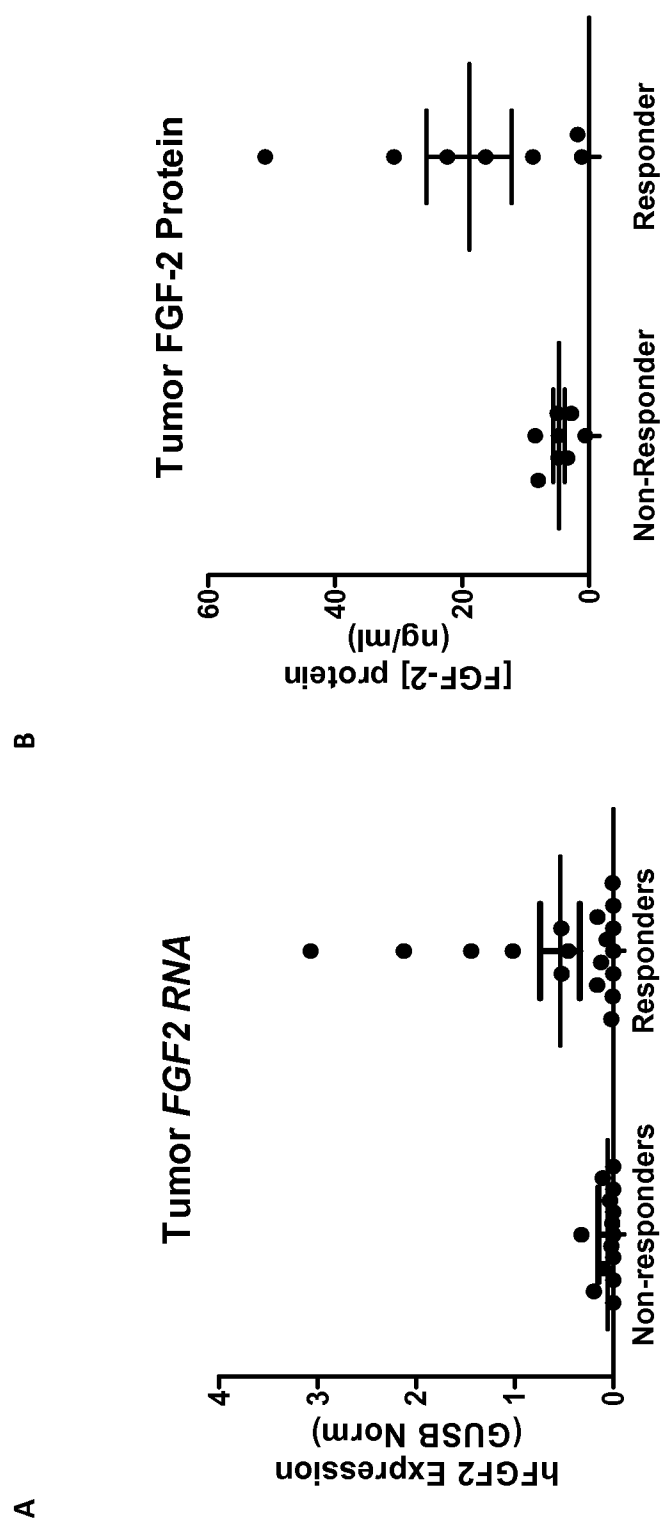 A
Tumor FGF2 RNA
hFGF2 Expression
(GUSB Norm)
4
3
2
1
0
Non-responders
Responders
B
Tumor FGF-2 Protein
[FGF-2] protein
(ng/ml)
60
40
20
0
Non-Responder
Responder